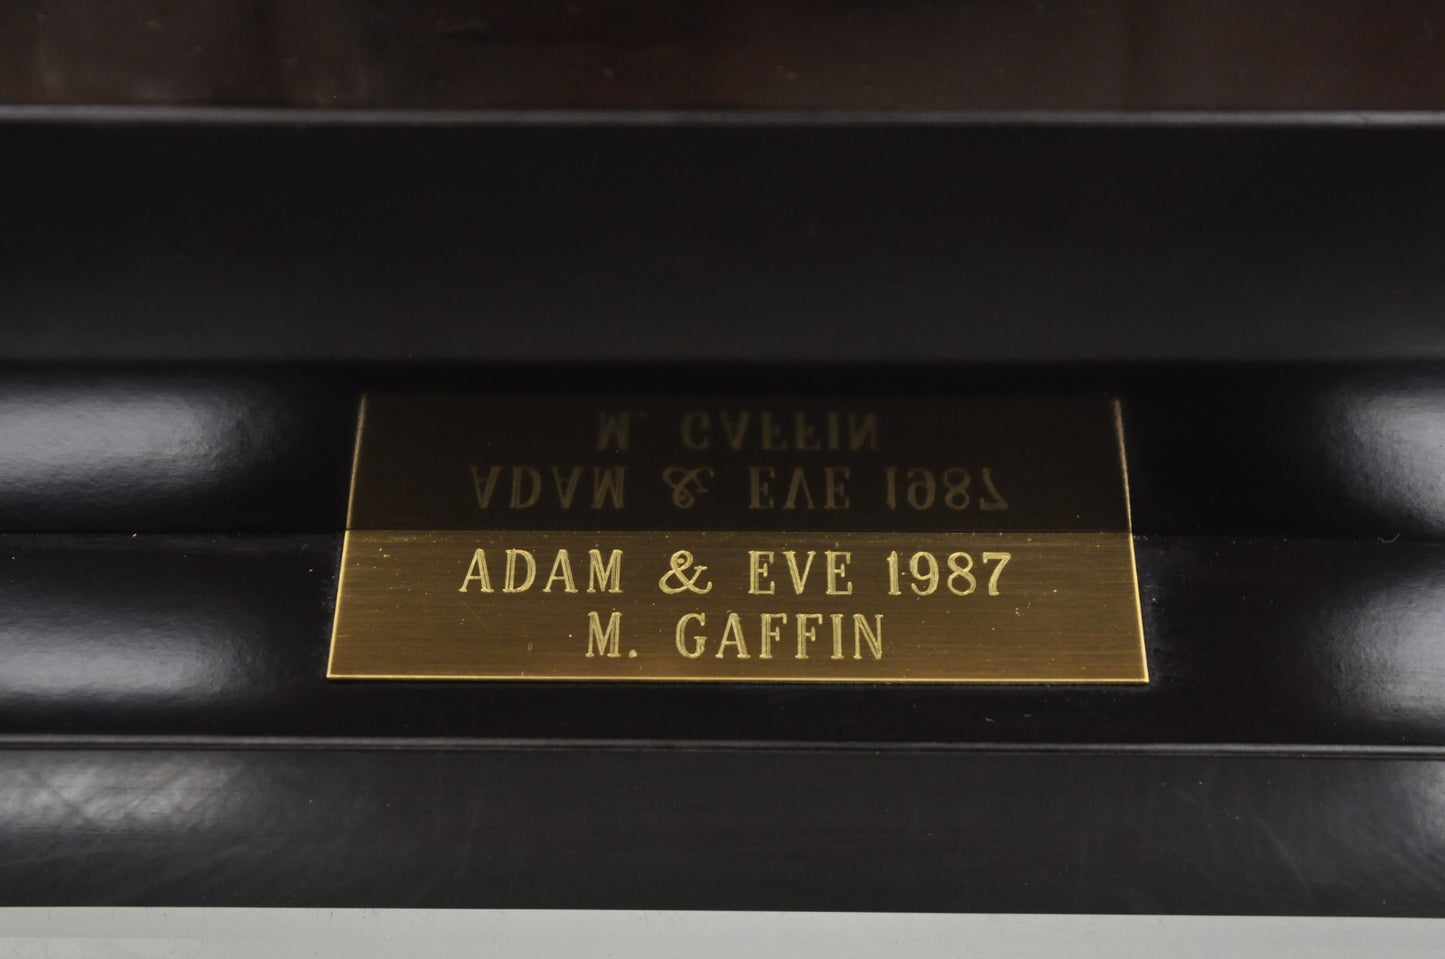 ADAM & EVE 1987
M. GAFFIN